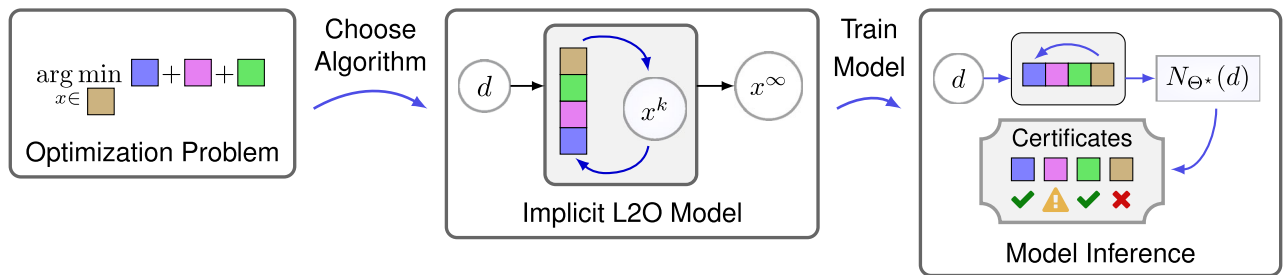 arg min + +
x∈
Optimization Problem
Choose
Algorithm
d
x^k
x^∞
Implicit L2O Model
Train
Model
d
N_Θ⋆(d)
Certificates
Model Inference